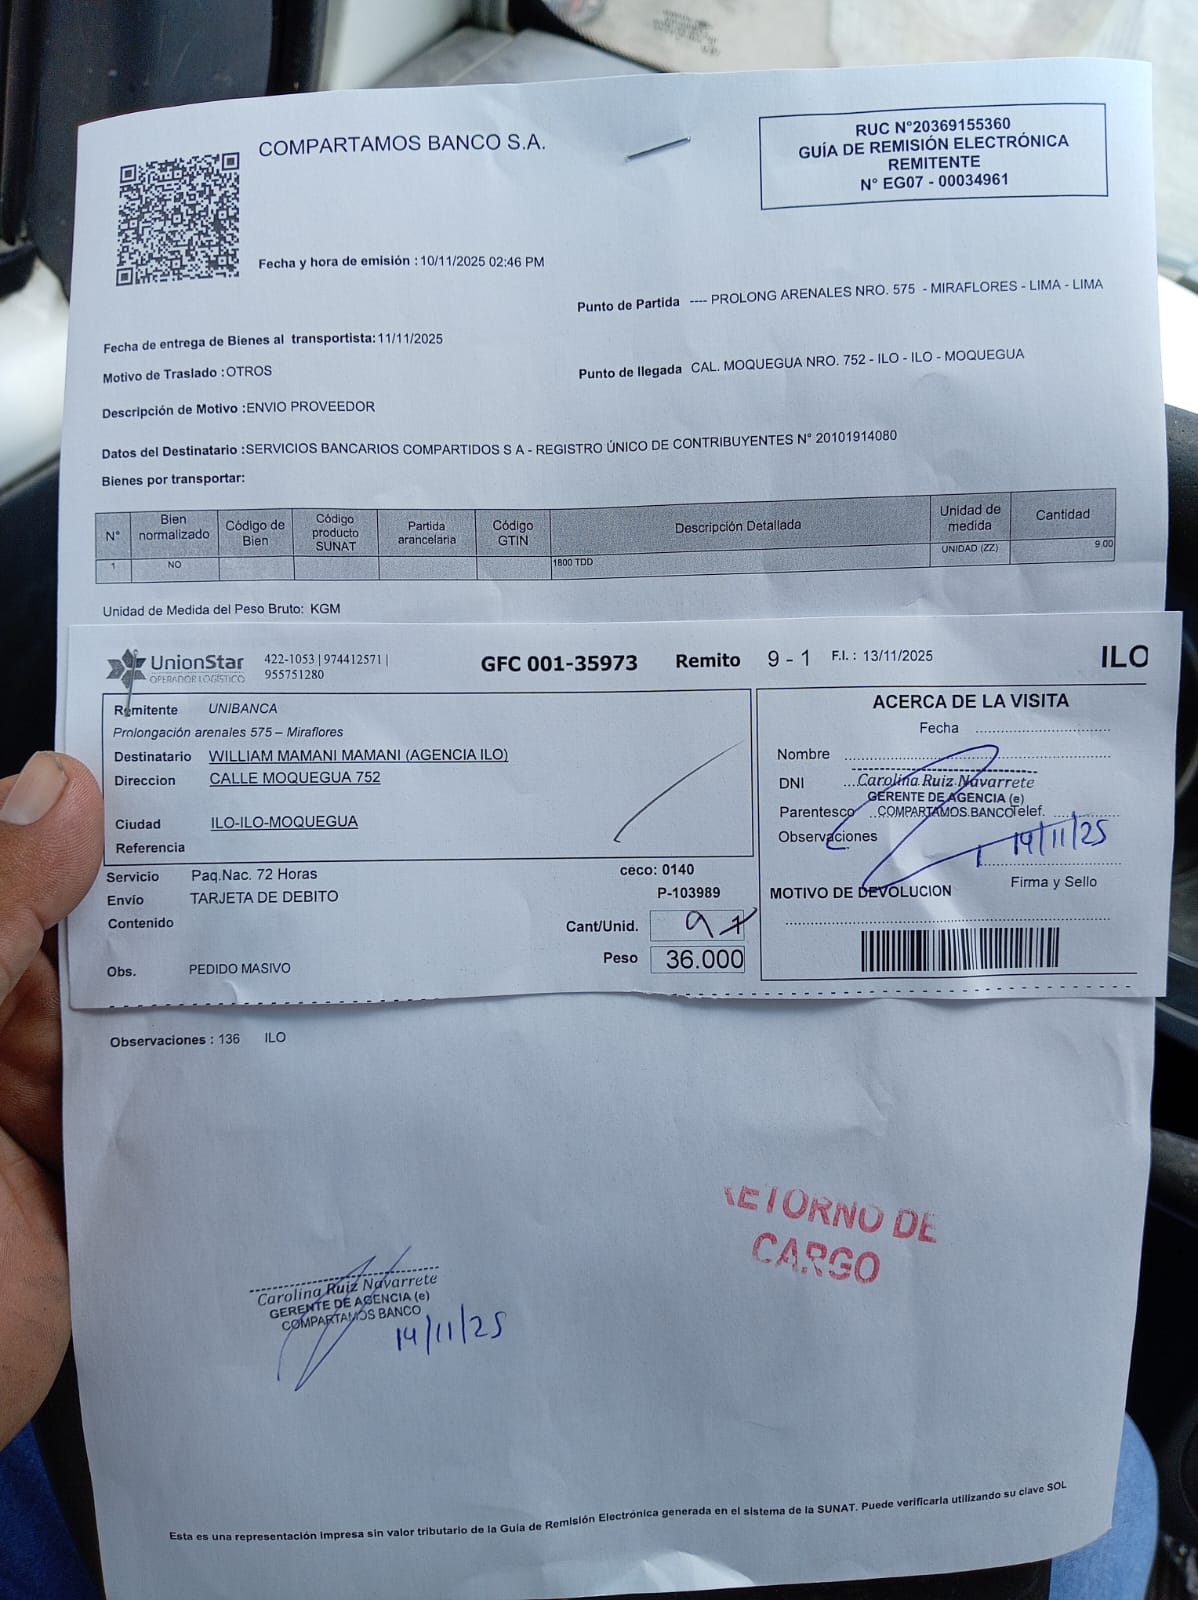 COMPARTAMOS BANCO S.A.
RUC N°20369155360
GUÍA DE REMISIÓN ELECTRÓNICA
REMITENTE
N° EG07 - 00034961
Fecha y hora de emisión : 10/11/2025 02:46 PM
Punto de Partida ---- PROLONG ARENALES NRO. 575 - MIRAFLORES - LIMA - LIMA
Fecha de entrega de Bienes al transportista: 11/11/2025
Motivo de Traslado : OTROS
Punto de llegada CAL. MOQUEGUA NRO. 752 - ILO - ILO - MOQUEGUA
Descripción de Motivo : ENVIO PROVEEDOR
Datos del Destinatario : SERVICIOS BANCARIOS COMPARTIDOS S A - REGISTRO ÚNICO DE CONTRIBUYENTES N° 20101914080
Bienes por transportar:
N° Bien normalizado Código de Bien Código producto SUNAT Partida arancelaria Código GTIN Descripción Detallada Unidad de medida Cantidad
1 NO 1800 TDD UNIDAD (ZZ) 9.00
Unidad de Medida del Peso Bruto: KGM
UnionStar
OPERADOR LOGÍSTICO
422-1053 | 974412571 |
955751280
GFC 001-35973 Remito 9 - 1 F.I. : 13/11/2025 ILO
Remitente UNIBANCA
Prolongación arenales 575 – Miraflores
Destinatario WILLIAM MAMANI MAMANI (AGENCIA ILO)
Direccion CALLE MOQUEGUA 752
Ciudad ILO-ILO-MOQUEGUA
Referencia
Servicio Paq.Nac. 72 Horas
ceco: 0140
Envío TARJETA DE DEBITO
P-103989
Contenido
Cant/Unid. 9
Peso 36.000
Obs. PEDIDO MASIVO
ACERCA DE LA VISITA
Fecha
Nombre
DNI Carolina Ruiz Navarrete
GERENTE DE AGENCIA (e)
Parentesco COMPARTAMOS BANCO Telef.
Observaciones
14/11/25
Firma y Sello
MOTIVO DE DEVOLUCION
Observaciones : 136 ILO
RETORNO DE
CARGO
Carolina Ruiz Navarrete
GERENTE DE AGENCIA (e)
COMPARTAMOS BANCO
14/11/25
Esta es una representación impresa sin valor tributario de la Guía de Remisión Electrónica generada en el sistema de la SUNAT. Puede verificarla utilizando su clave SOL